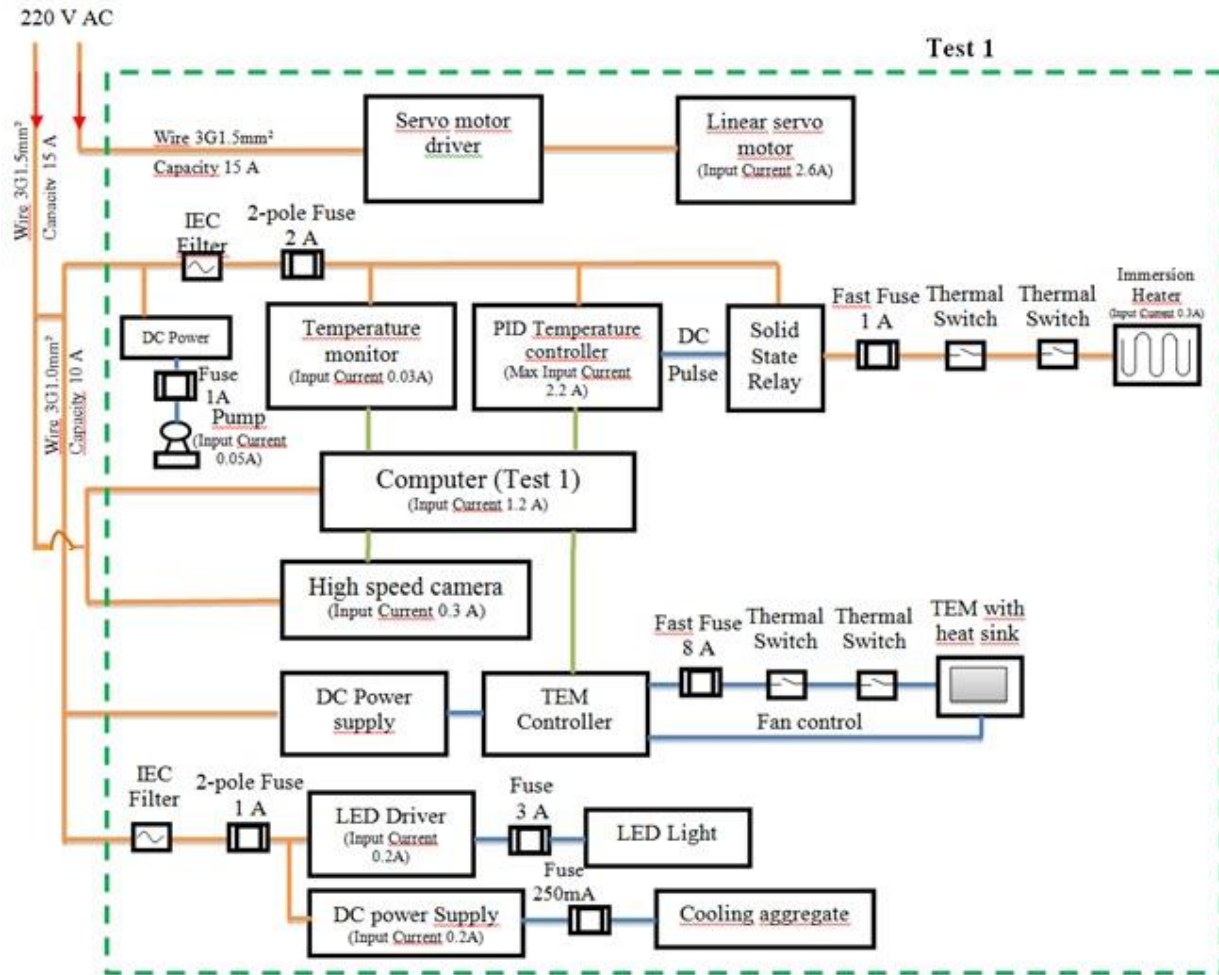 220 V AC
Test 1
Wire 3G1.5mm²
Capacity 15 A
Wire 3G1.5mm²
Capacity 15 A
Servo motor
driver
Linear servo
motor
(Input Current 2.6A)
IEC
Filter
2-pole Fuse
2 A
DC Power
Fuse
1A
Pump
(Input Current
0.05A)
Temperature
monitor
(Input Current 0.03A)
PID Temperature
controller
(Max Input Current
2.2 A)
DC
Pulse
Solid
State
Relay
Fast Fuse
1 A
Thermal
Switch
Thermal
Switch
Immersion
Heater
(Input Current 0.3A)
Wire 3G1.0mm²
Capacity 10 A
Computer (Test 1)
(Input Current 1.2 A)
High speed camera
(Input Current 0.3 A)
Fast Fuse
8 A
Thermal
Switch
Thermal
Switch
TEM with
heat sink
DC Power
supply
TEM
Controller
Fan control
IEC
Filter
2-pole Fuse
1 A
LED Driver
(Input Current
0.2A)
Fuse
3 A
LED Light
Fuse
250mA
DC power Supply
(Input Current 0.2A)
Cooling aggregate